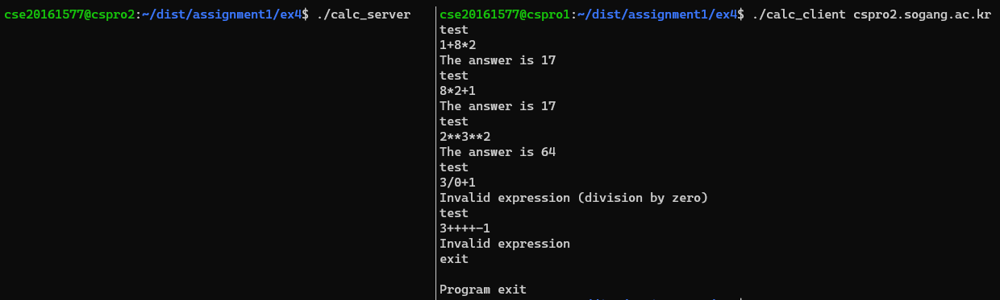 cse20161577@cspro2:~/dist/assignment1/ex4$ ./calc_server
cse20161577@cspro1:~/dist/assignment1/ex4$ ./calc_client cspro2.sogang.ac.kr
test
1+8*2
The answer is 17
test
8*2+1
The answer is 17
test
2**3**2
The answer is 64
test
3/0+1
Invalid expression (division by zero)
test
3++++-1
Invalid expression
exit
Program exit